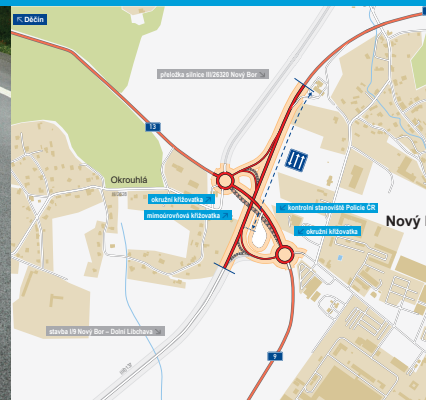 ↖ Děčín
přeložka silnice III/26320 Nový Bor
13
Okrouhlá
okružní křižovatka
mimoúrovňová křižovatka
kontrolní stanoviště Policie ČR
Nový
okružní křižovatka
stavba I/9 Nový Bor – Dolní Libchava
9